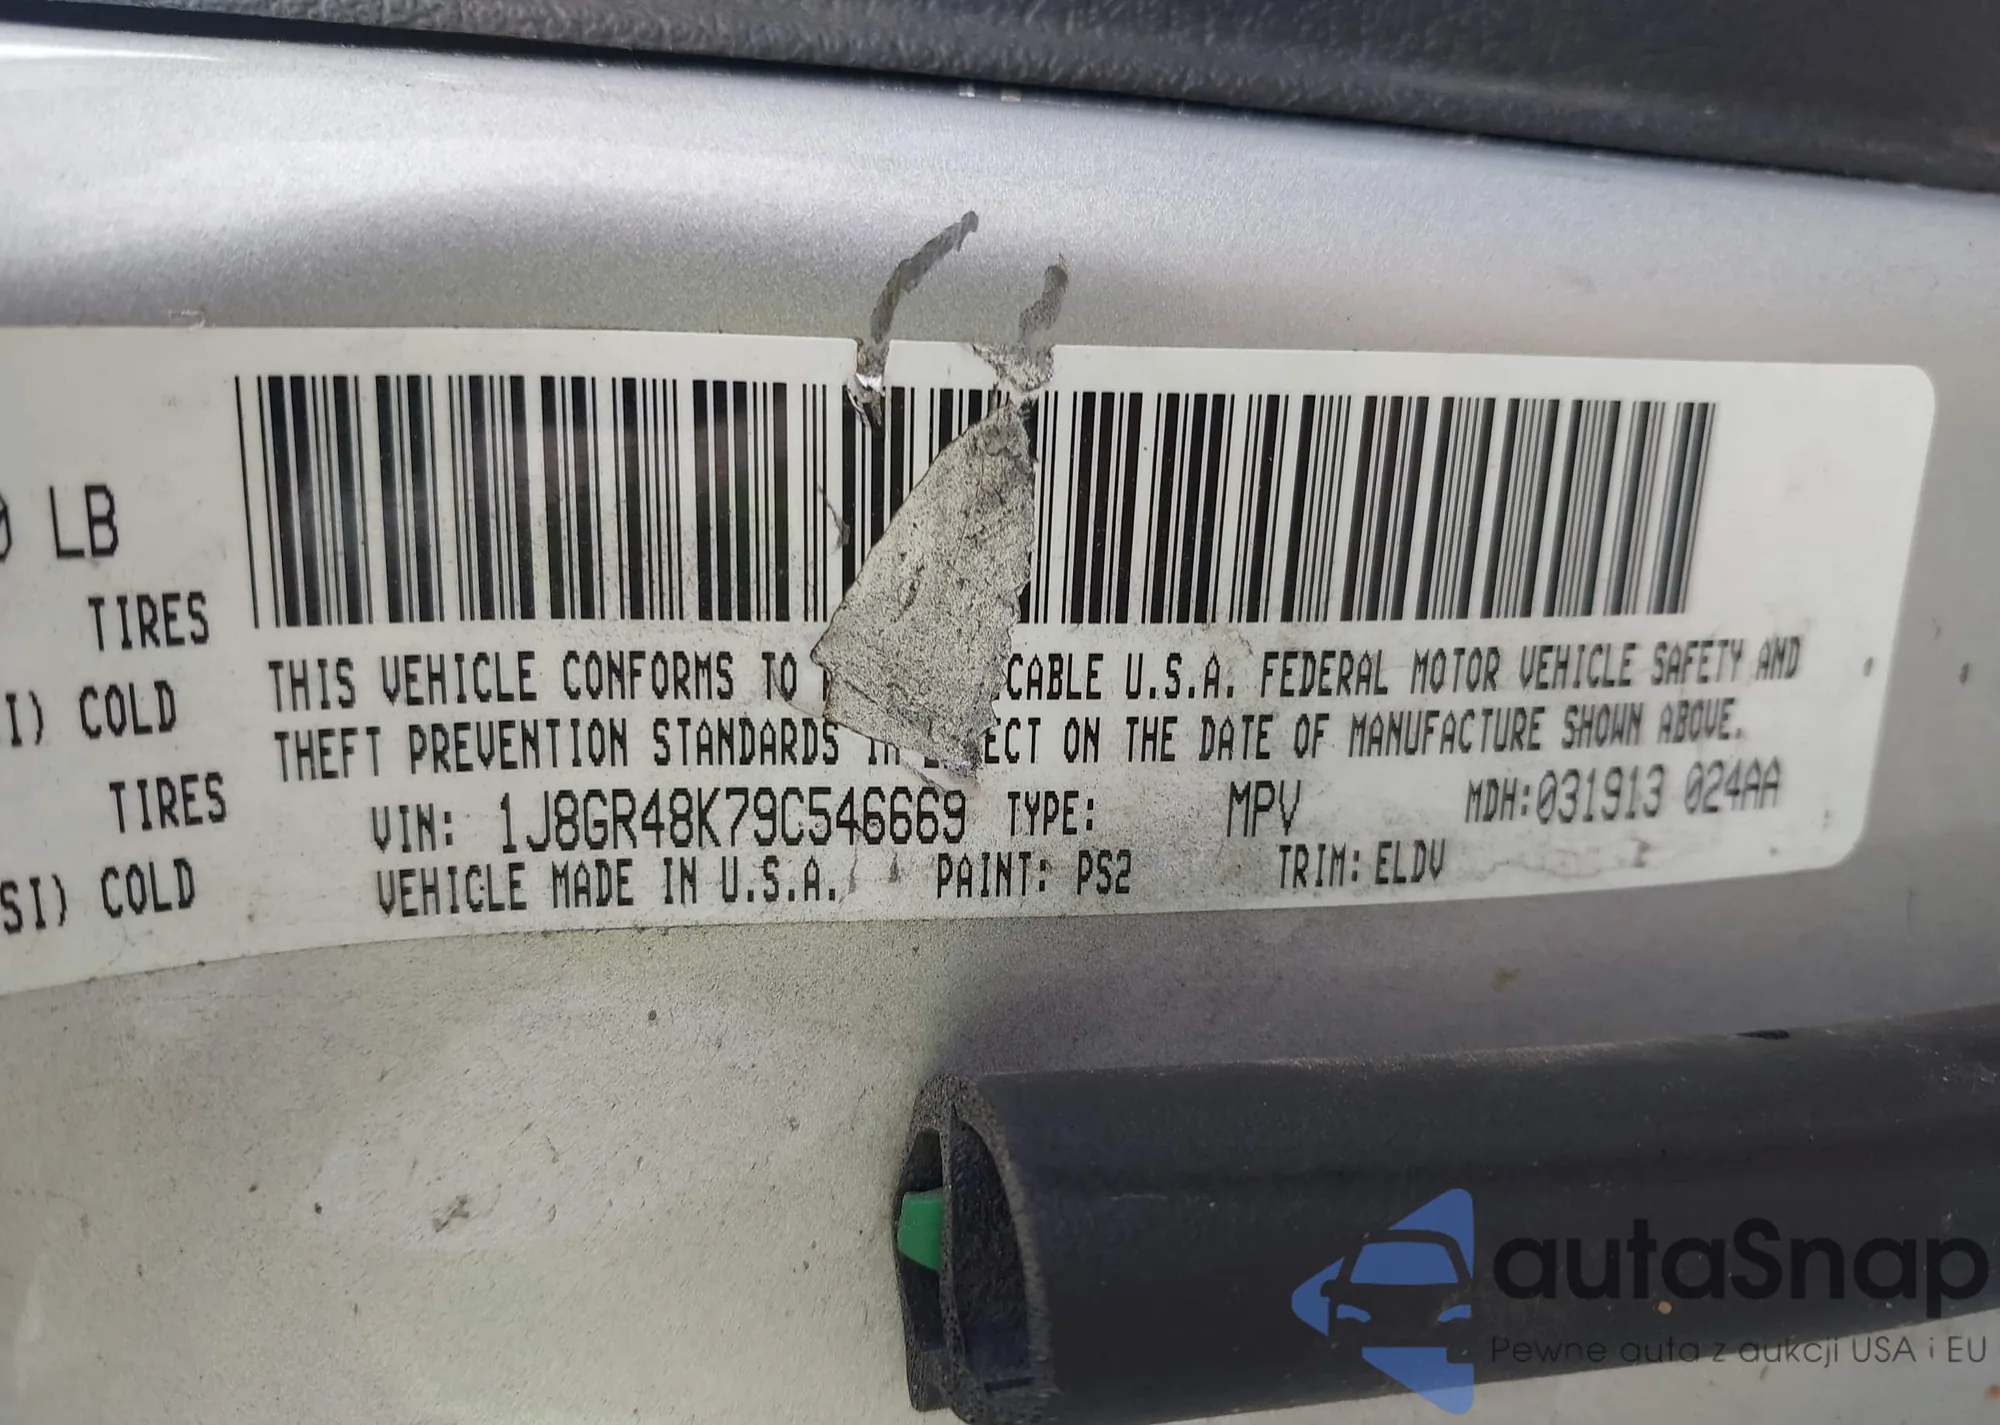 0 LB
TIRES
THIS VEHICLE CONFORMS TO CABLE U.S.A. FEDERAL MOTOR VEHICLE SAFETY AND
SI) COLD
THEFT PREVENTION STANDARDS ECT ON THE DATE OF MANUFACTURE SHOWN ABOVE.
TIRES
VIN: 1J8GR48K79C546669 TYPE: MPV MDH:031913 024AA
SI) COLD
VEHICLE MADE IN U.S.A. PAINT: PS2 TRIM: ELDV
autaSnap
Pewne auta z aukcji USA i EU